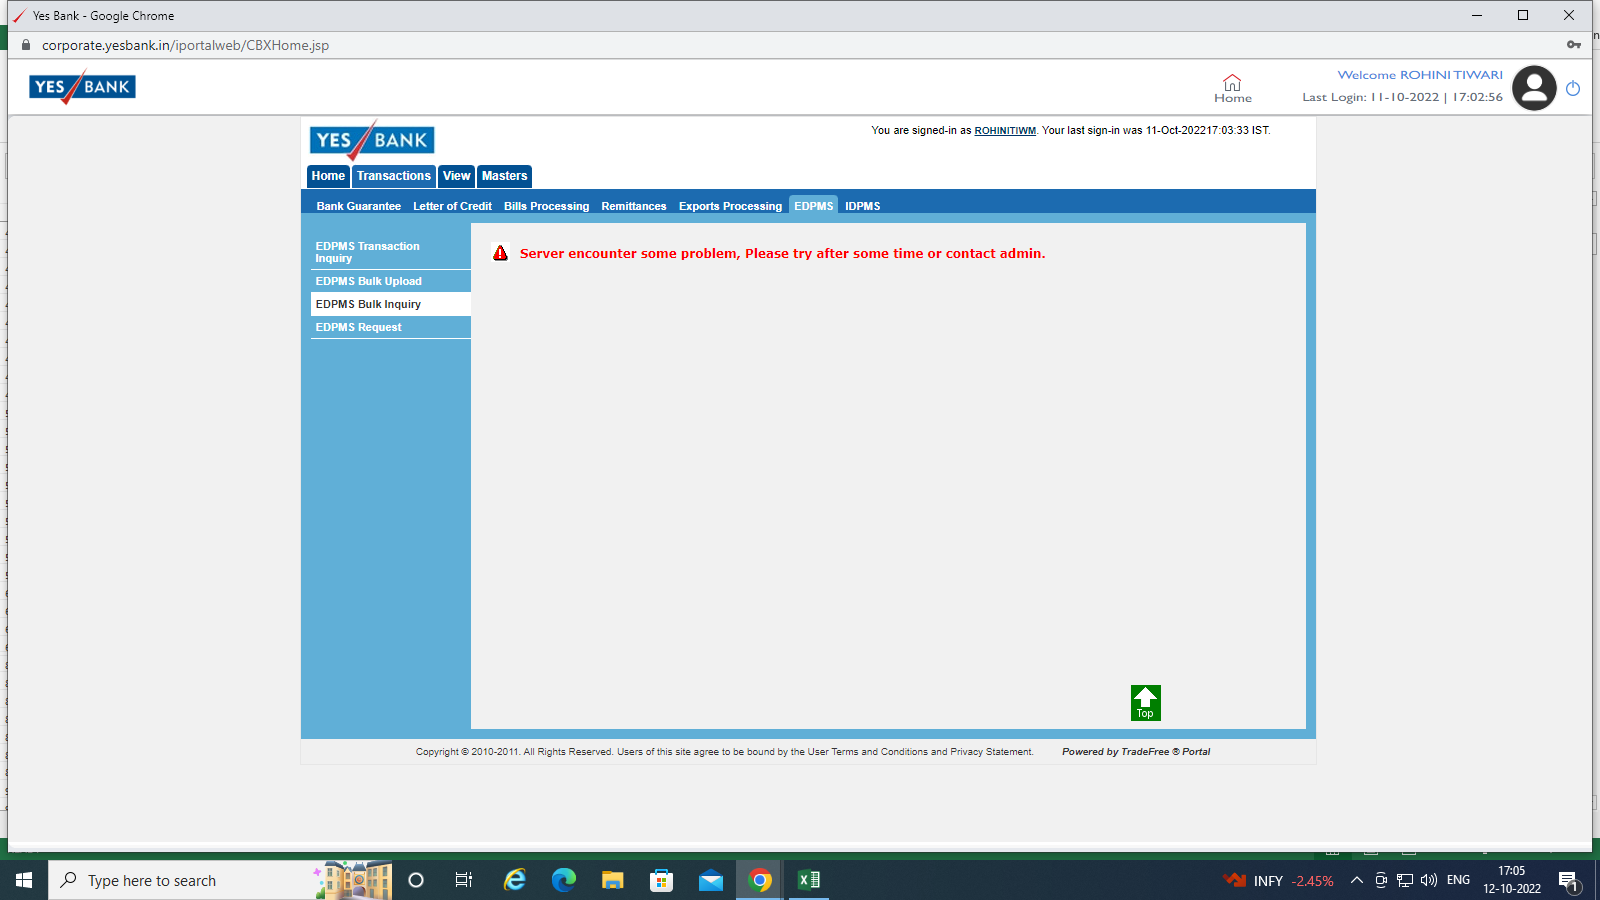 Yes Bank - Google Chrome
corporate.yesbank.in/iportalweb/CBXHome.jsp
YES BANK
Home
Welcome ROHINI TIWARI
Last Login: 11-10-2022 | 17:02:56
YES BANK
You are signed-in as ROHINITIWM. Your last sign-in was 11-Oct-202217:03:33 IST.
Home Transactions View Masters
Bank Guarantee Letter of Credit Bills Processing Remittances Exports Processing EDPMS IDPMS
EDPMS Transaction
Inquiry
EDPMS Bulk Upload
EDPMS Bulk Inquiry
EDPMS Request
Server encounter some problem, Please try after some time or contact admin.
Top
Copyright © 2010-2011. All Rights Reserved. Users of this site agree to be bound by the User Terms and Conditions and Privacy Statement. Powered by TradeFree ® Portal
Type here to search
INFY -2.45%
ENG
17:05
12-10-2022
1